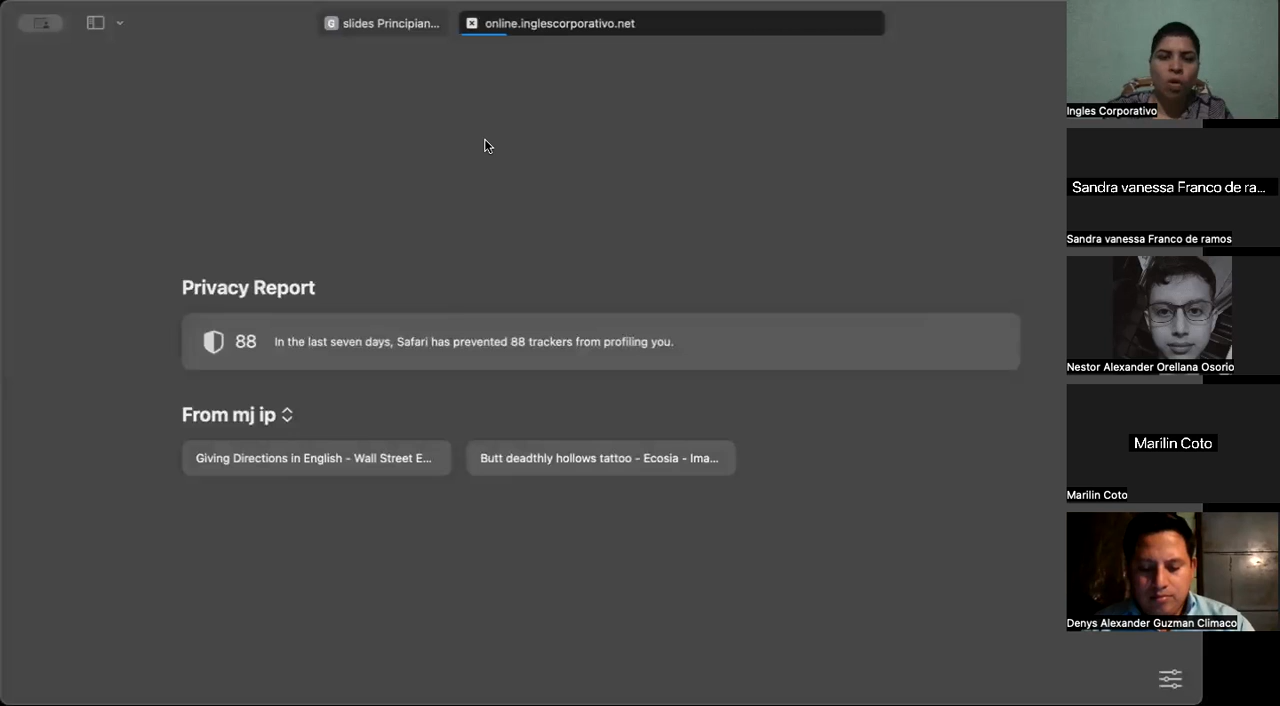 slides Principian...
online.inglescorporativo.net
Privacy Report
88
In the last seven days, Safari has prevented 88 trackers from profiling you.
From mj ip
Giving Directions in English - Wall Street E...
Butt deadthly hollows tattoo - Ecosia - Ima...
Ingles Corporativo
Sandra vanessa Franco de ra...
Sandra vanessa Franco de ramos
Nestor Alexander Orellana Osorio
Marilin Coto
Marilin Coto
Denys Alexander Guzman Climaco